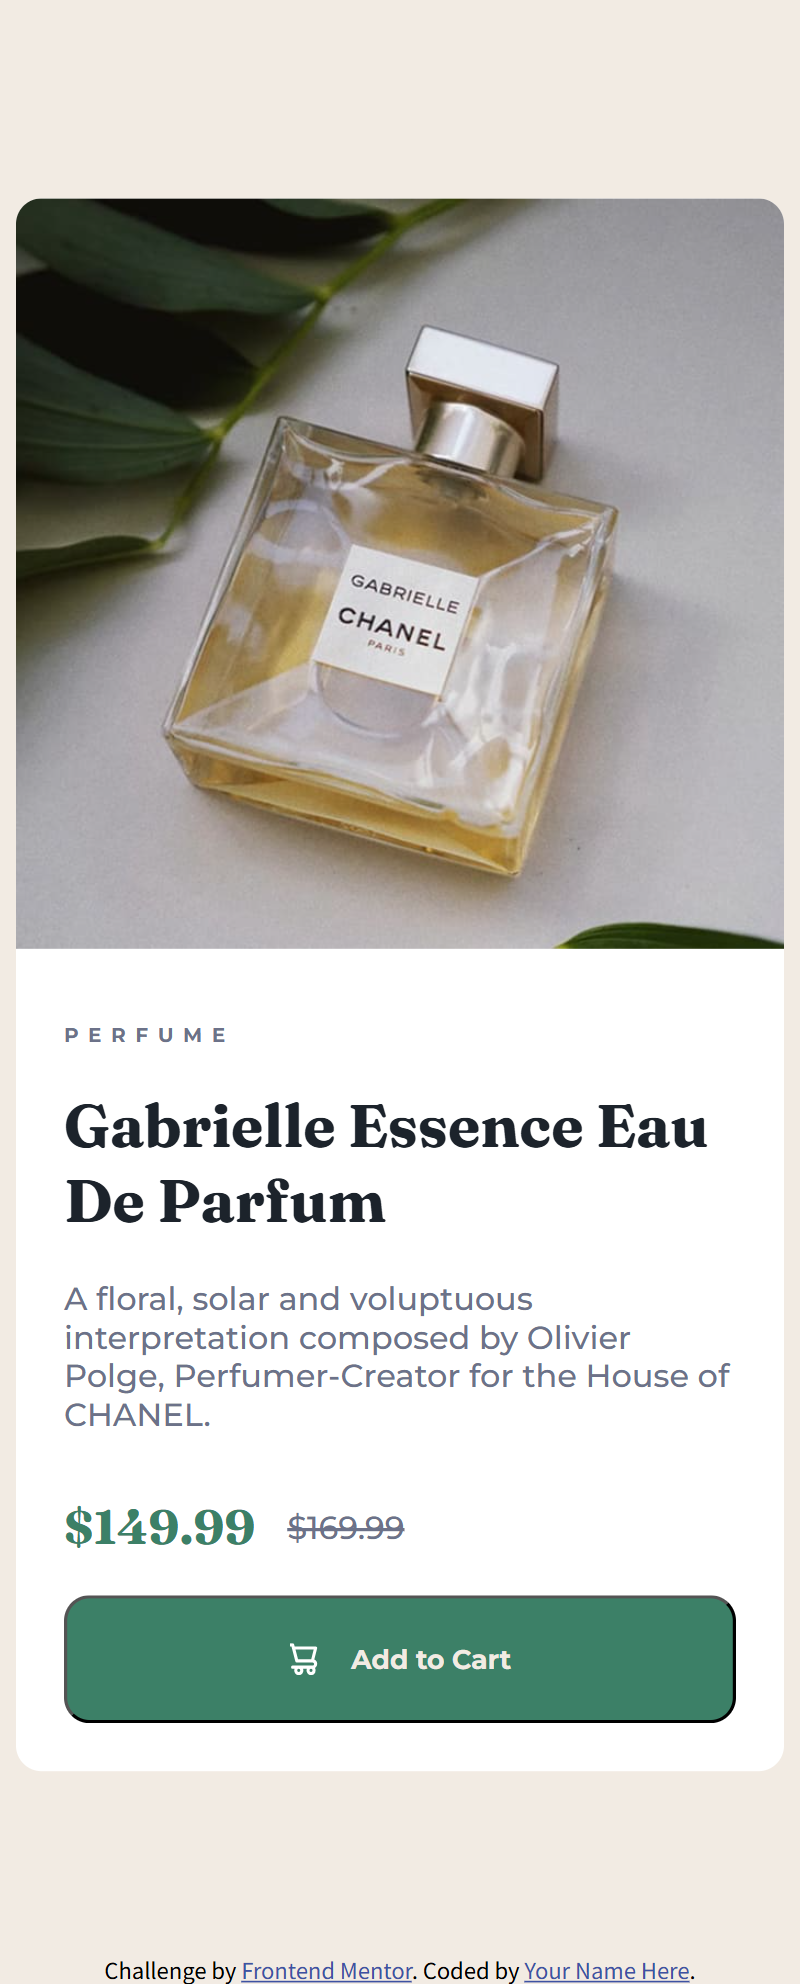 GABRIELLE
CHANEL
PARIS
PERFUME
Gabrielle Essence Eau
De Parfum
A floral, solar and voluptuous
interpretation composed by Olivier
Polge, Perfumer-Creator for the House of
CHANEL.
$149.99 $169.99
Add to Cart
Challenge by Frontend Mentor. Coded by Your Name Here.